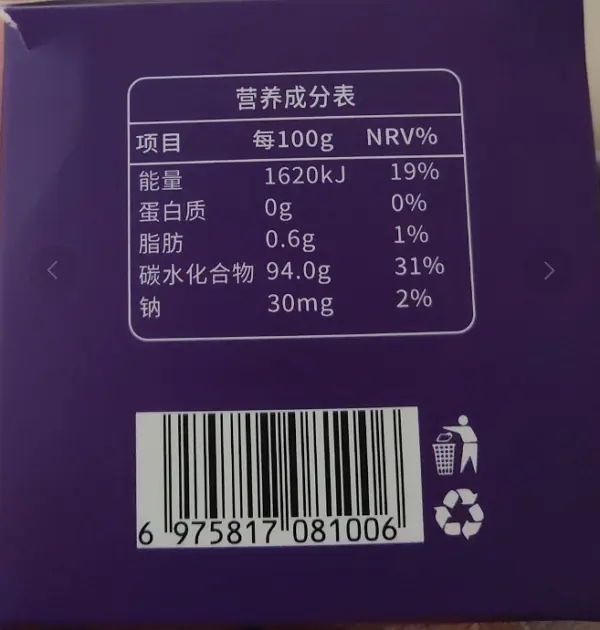 营养成分表
项目 每100g NRV%
能量 1620kJ 19%
蛋白质 0g 0%
脂肪 0.6g 1%
碳水化合物 94.0g 31%
钠 30mg 2%
6 975817 081006